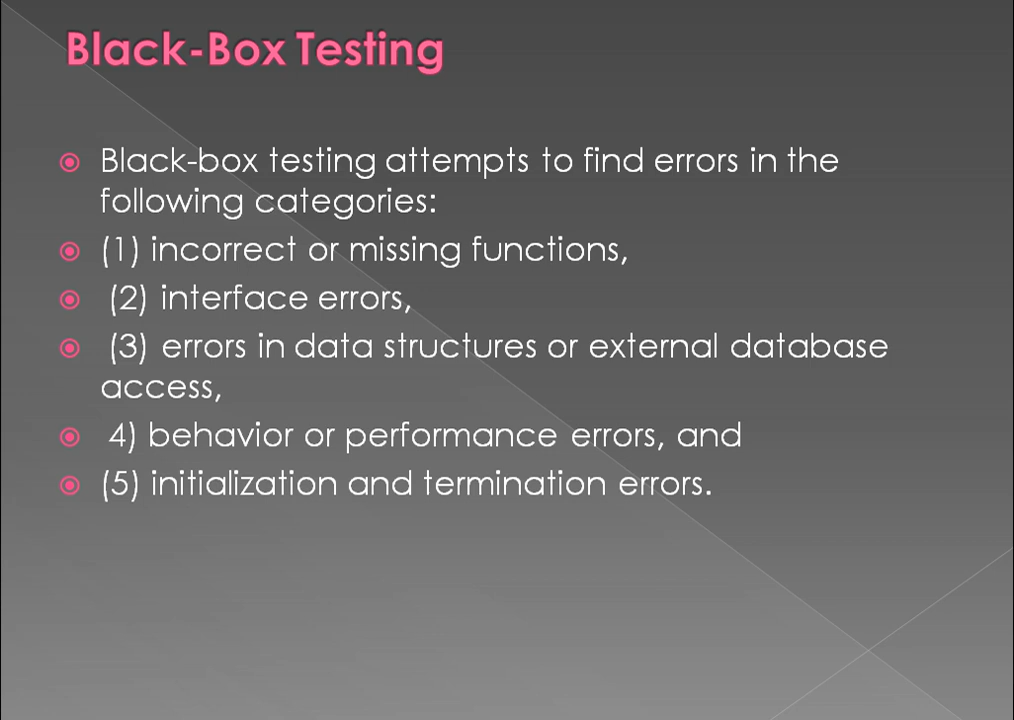 Black-Box Testing
Black-box testing attempts to find errors in the
following categories:
(1) incorrect or missing functions,
(2) interface errors,
(3) errors in data structures or external database
access,
4) behavior or performance errors, and
(5) initialization and termination errors.